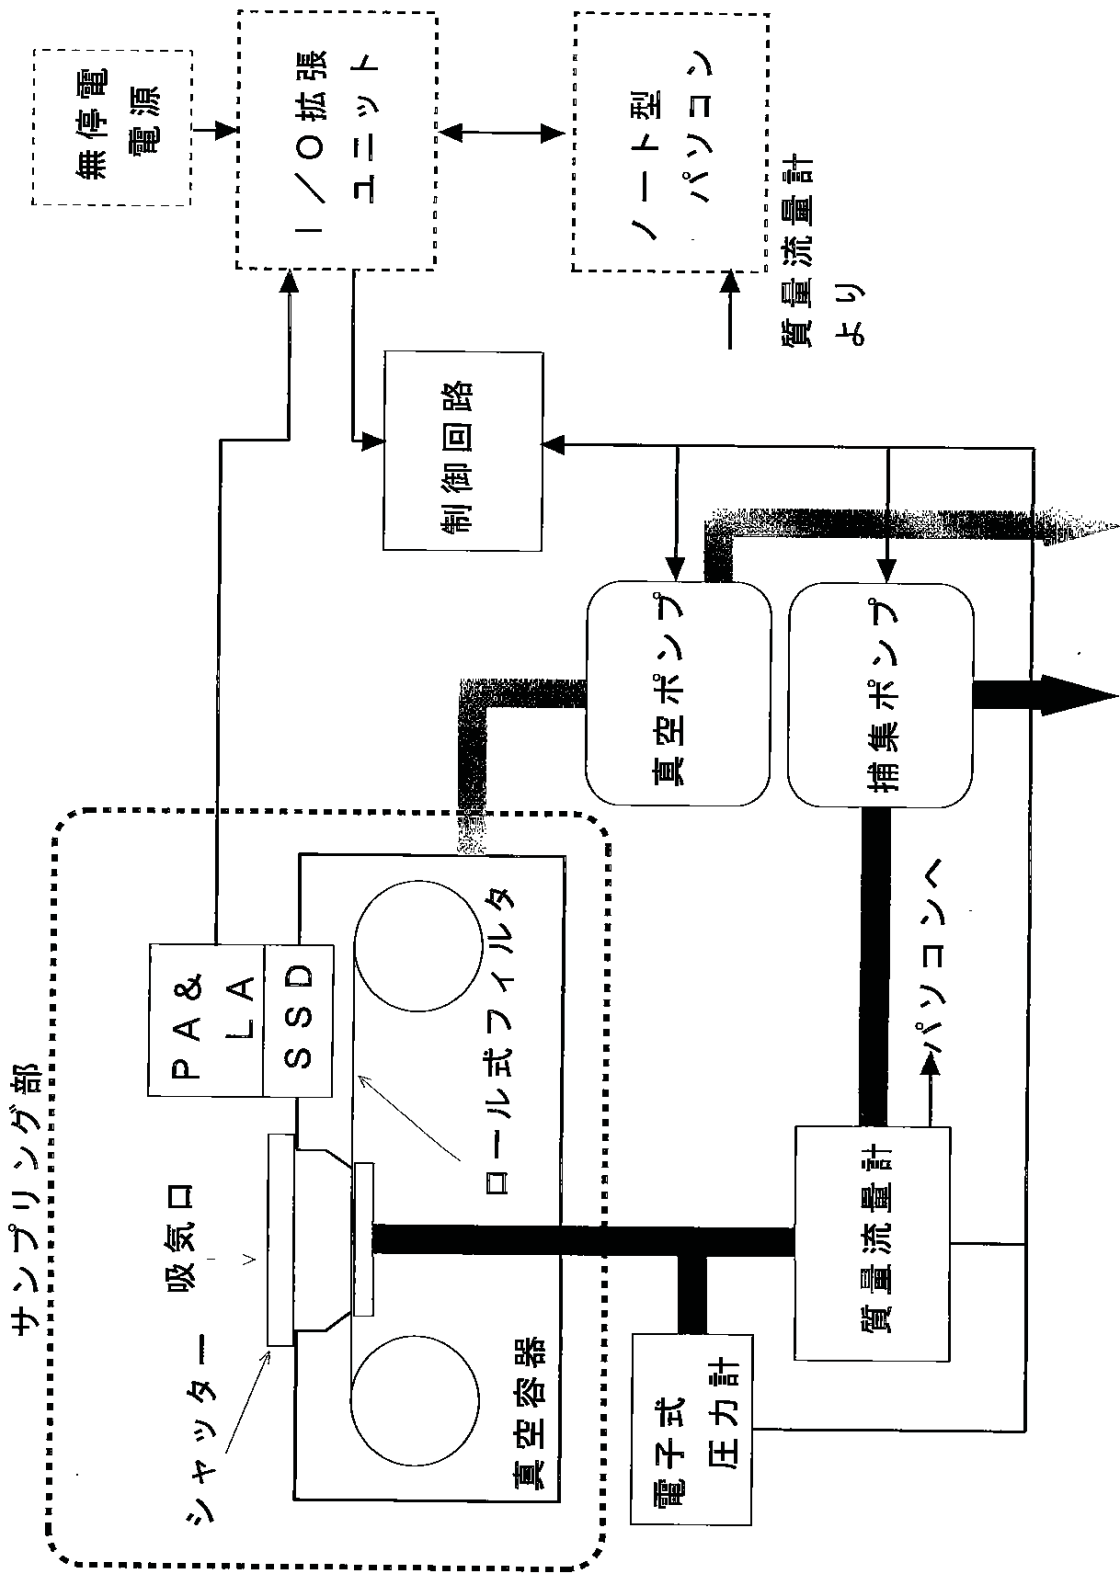 サンプリング部
シャッター
吸気口
PA&
LA
SSD
ロール式フィルタ
真空容器
無停電
電源
I/O拡張
ユニット
ノート型
パソコン
質量流量計
より
制御回路
真空ポンプ
捕集ポンプ
パソコンへ
質量流量計
電子式
圧力計